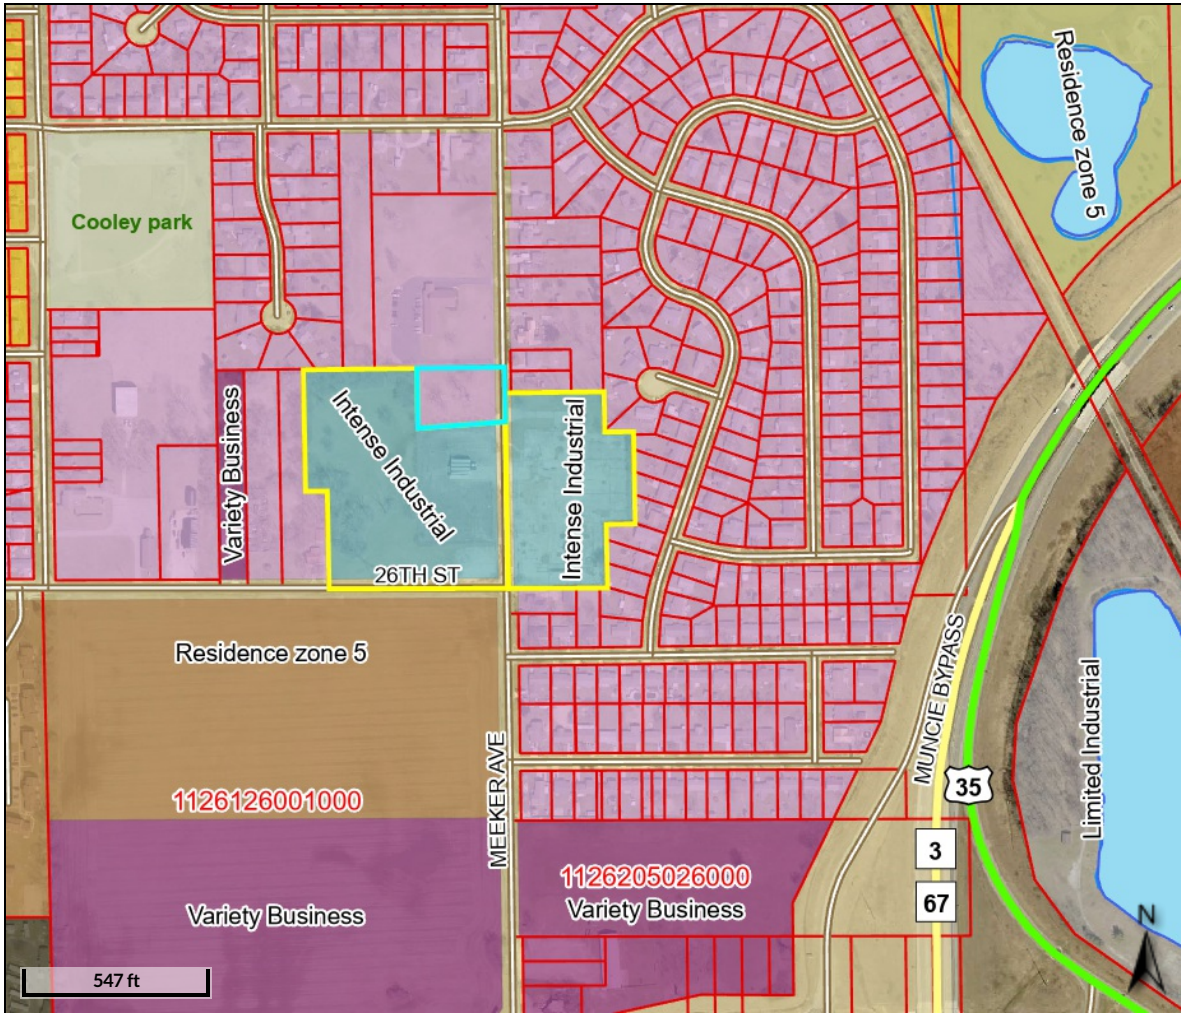 Residence zone 5
Cooley park
Variety Business
Intense Industrial
Intense Industrial
26TH ST
Residence zone 5
MUNCIE BYPASS
Limited Industrial
MEEKER AVE
35
1126126001000
3
1126205026000
67
Variety Business
Variety Business
N
547 ft